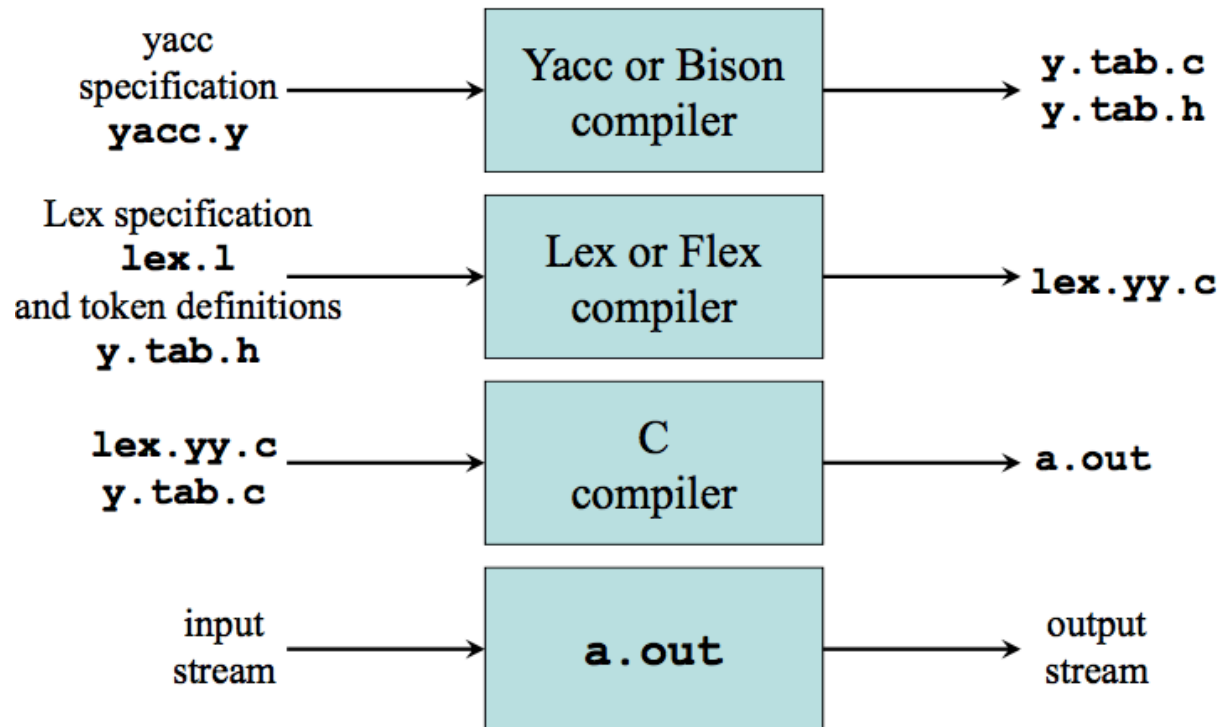 yacc
specification
yacc.y
Yacc or Bison
compiler
y.tab.c
y.tab.h
Lex specification
lex.l
and token definitions
y.tab.h
Lex or Flex
compiler
lex.yy.c
lex.yy.c
y.tab.c
C
compiler
a.out
input
stream
a.out
output
stream